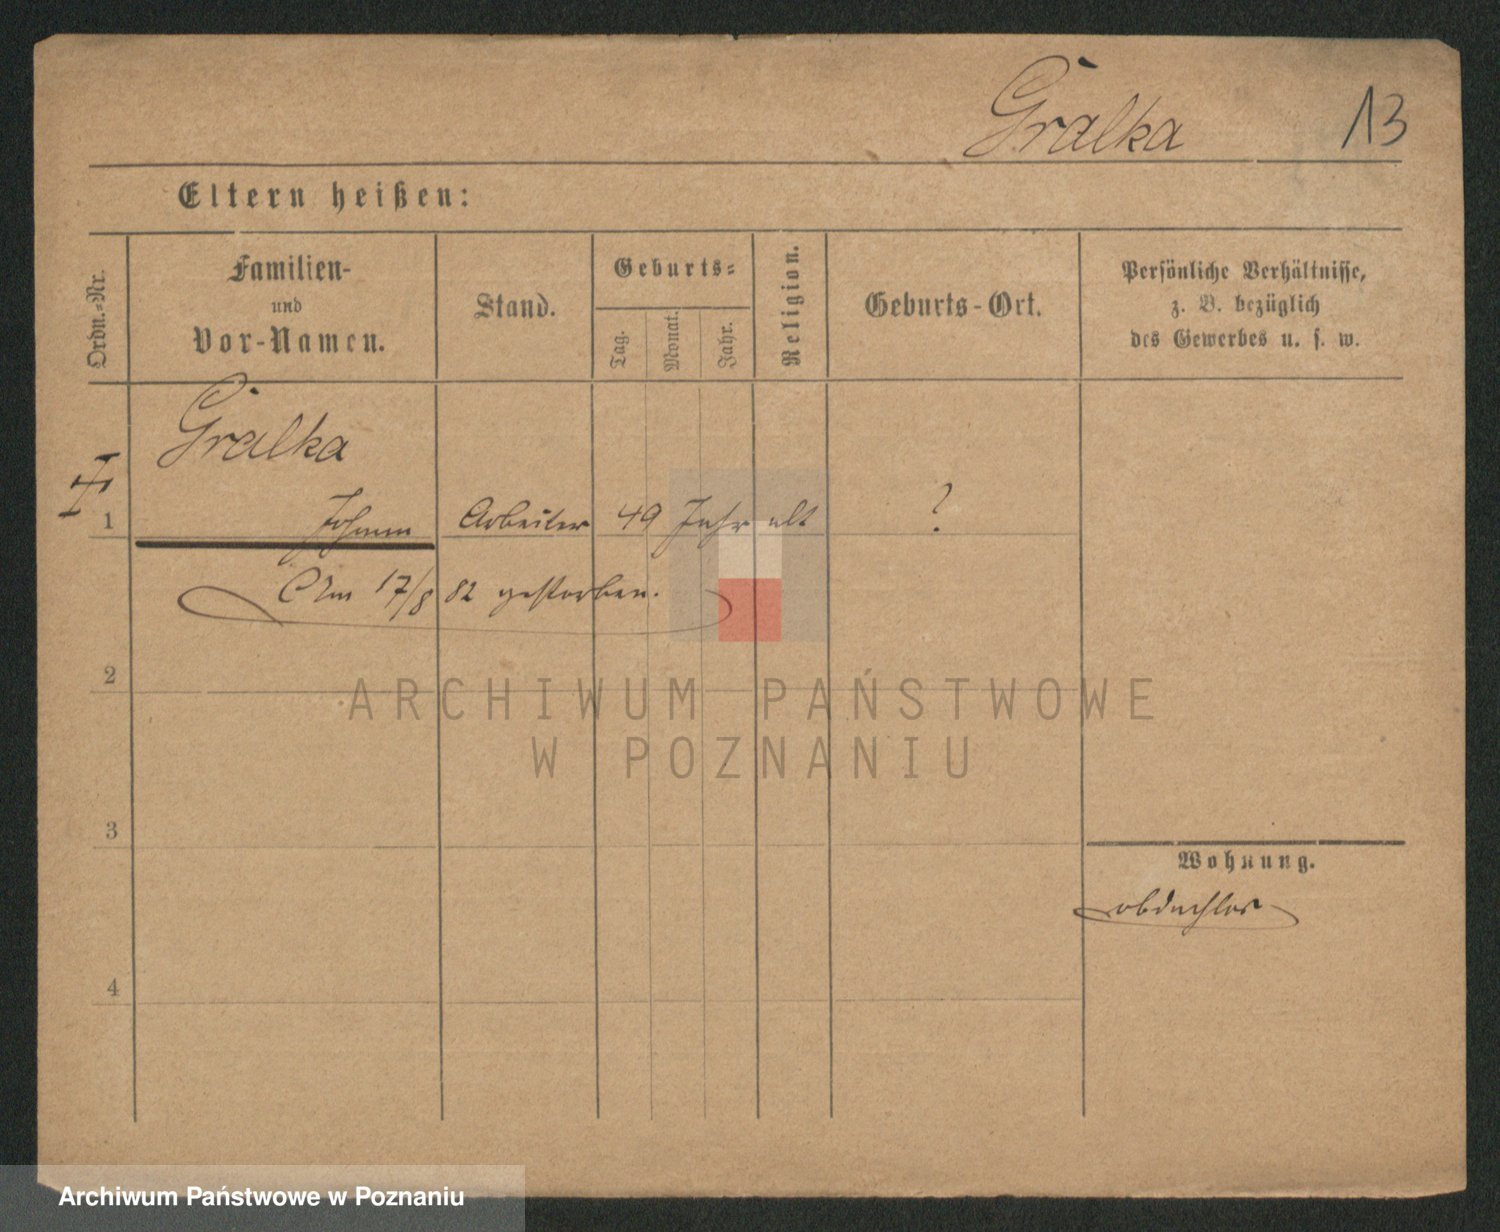 Gralka 13
Eltern heißen:
Ordn.-Nr.
Familien-
und
Vor-Namen.
Stand.
Geburts-
Tag.
Monat.
Jahr.
Religion.
Geburts-Ort.
Persönliche Verhältnisse,
z. B. bezüglich
des Gewerbes u. s. w.
Gralka
1 Johann Arbeiter 49 Jahr alt ?
Am 17/8 82 gestorben.
2
ARCHIWUM PAŃSTWOWE
W POZNANIU
3
Wohnung.
obdachlos
4
Archiwum Państwowe w Poznaniu